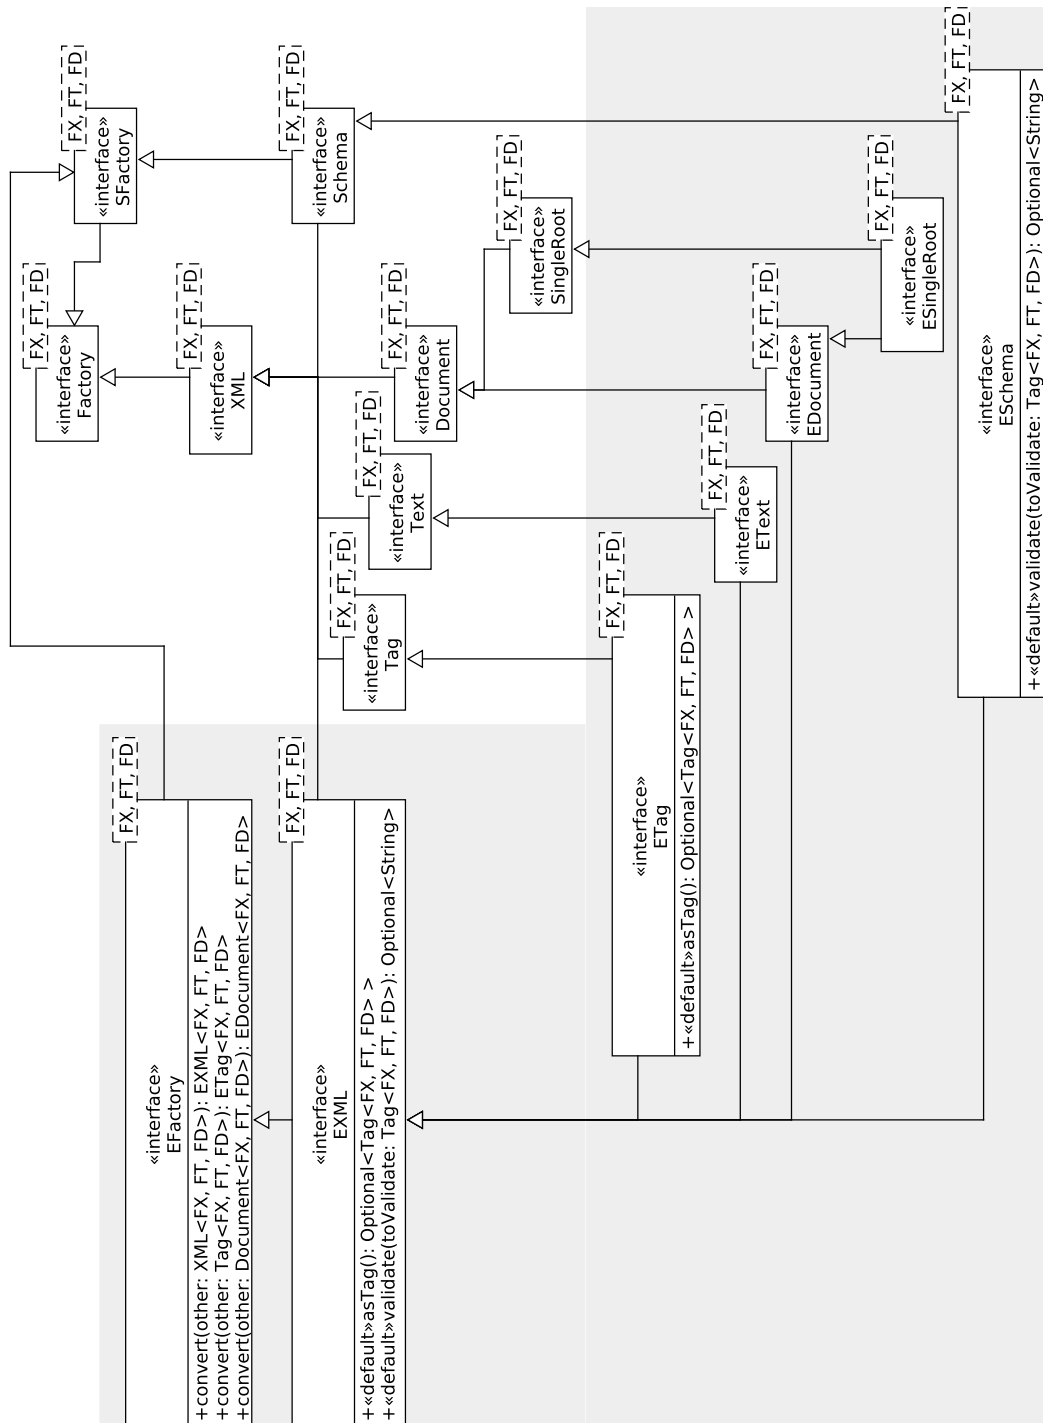 FX, FT, FD
«interface»
Factory
FX, FT, FD
«interface»
SFactory
FX, FT, FD
«interface»
EFactory
+convert(other: XML<FX, FT, FD>): EXML<FX, FT, FD>
+convert(other: Tag<FX, FT, FD>): ETag<FX, FT, FD>
+convert(other: Document<FX, FT, FD>): EDocument<FX, FT, FD>
FX, FT, FD
«interface»
XML
FX, FT, FD
«interface»
Schema
FX, FT, FD
«interface»
EXML
+«default»asTag(): Optional<Tag<FX, FT, FD> >
+«default»validate(toValidate: Tag<FX, FT, FD>): Optional<String>
FX, FT, FD
«interface»
Tag
FX, FT, FD
«interface»
Text
FX, FT, FD
«interface»
Document
FX, FT, FD
«interface»
SingleRoot
FX, FT, FD
«interface»
ETag
+«default»asTag(): Optional<Tag<FX, FT, FD> >
FX, FT, FD
«interface»
EText
FX, FT, FD
«interface»
EDocument
FX, FT, FD
«interface»
ESingleRoot
FX, FT, FD
«interface»
ESchema
+«default»validate(toValidate: Tag<FX, FT, FD>): Optional<String>